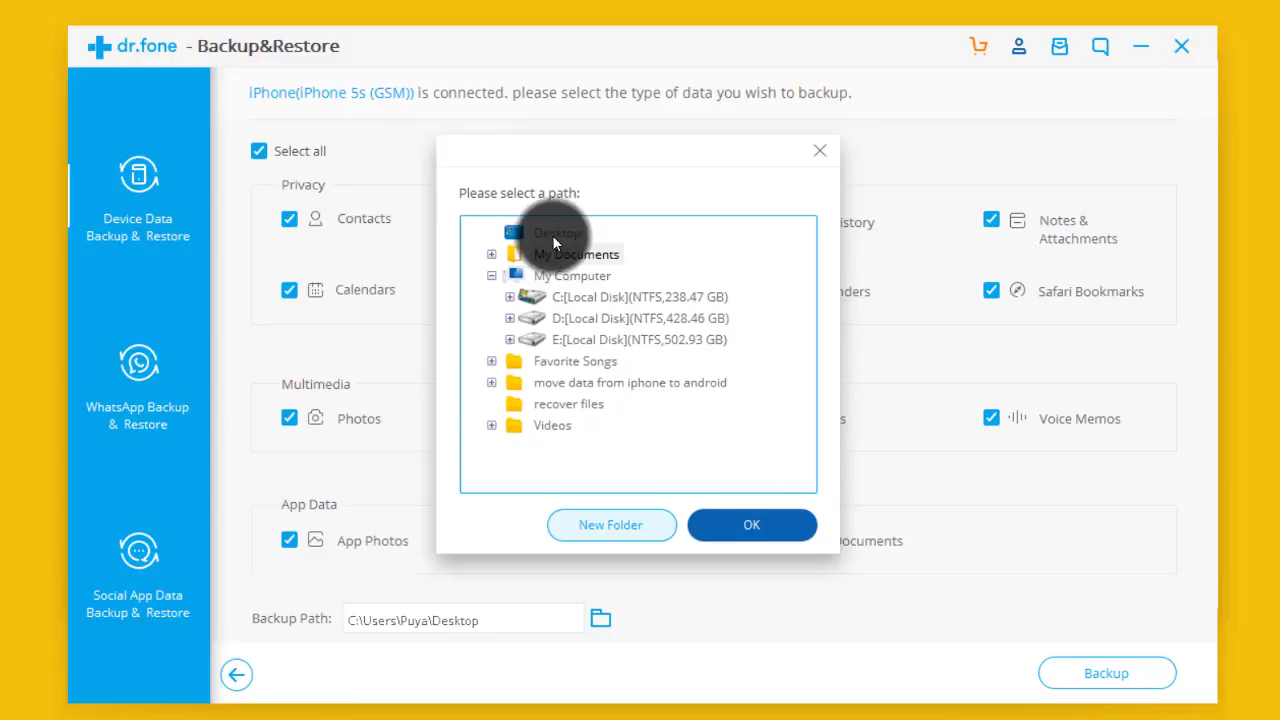 dr.fone - Backup&Restore
iPhone(iPhone 5s (GSM)) is connected. please select the type of data you wish to backup.
Select all
Device Data
Backup & Restore
WhatsApp Backup
& Restore
Social App Data
Backup & Restore
Privacy
Contacts
istory
Notes &
Attachments
Calendars
nders
Safari Bookmarks
Multimedia
Photos
s
Voice Memos
App Data
App Photos
ocuments
Please select a path:
Desktop
My Documents
My Computer
C:[Local Disk](NTFS,238.47 GB)
D:[Local Disk](NTFS,428.46 GB)
E:[Local Disk](NTFS,502.93 GB)
Favorite Songs
move data from iphone to android
recover files
Videos
New Folder
OK
Backup Path:
C:\Users\Puya\Desktop
Backup